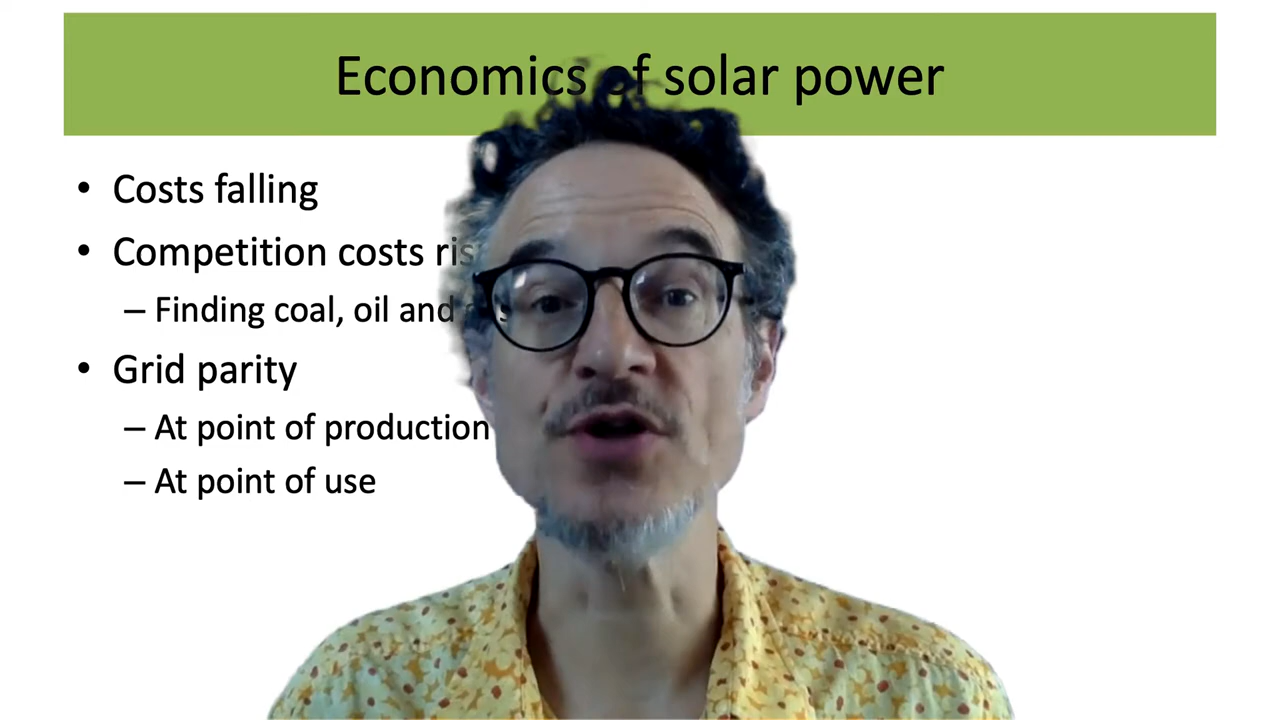 Economics of solar power
• Costs falling
• Competition costs
– Finding coal, oil and
• Grid parity
– At point of production
– At point of use